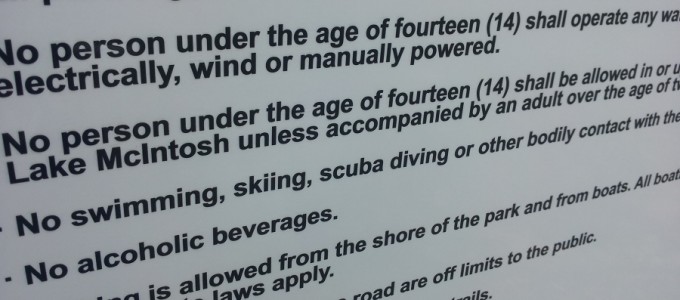 No person under the age of fourteen (14) shall operate any
electrically, wind or manually powered.
No person under the age of fourteen (14) shall be allowed in or
Lake McIntosh unless accompanied by an adult over the age of
- No swimming, skiing, scuba diving or other bodily contact with the
- No alcoholic beverages.
is allowed from the shore of the park and from boats. All
laws apply.
road are off limits to the public.